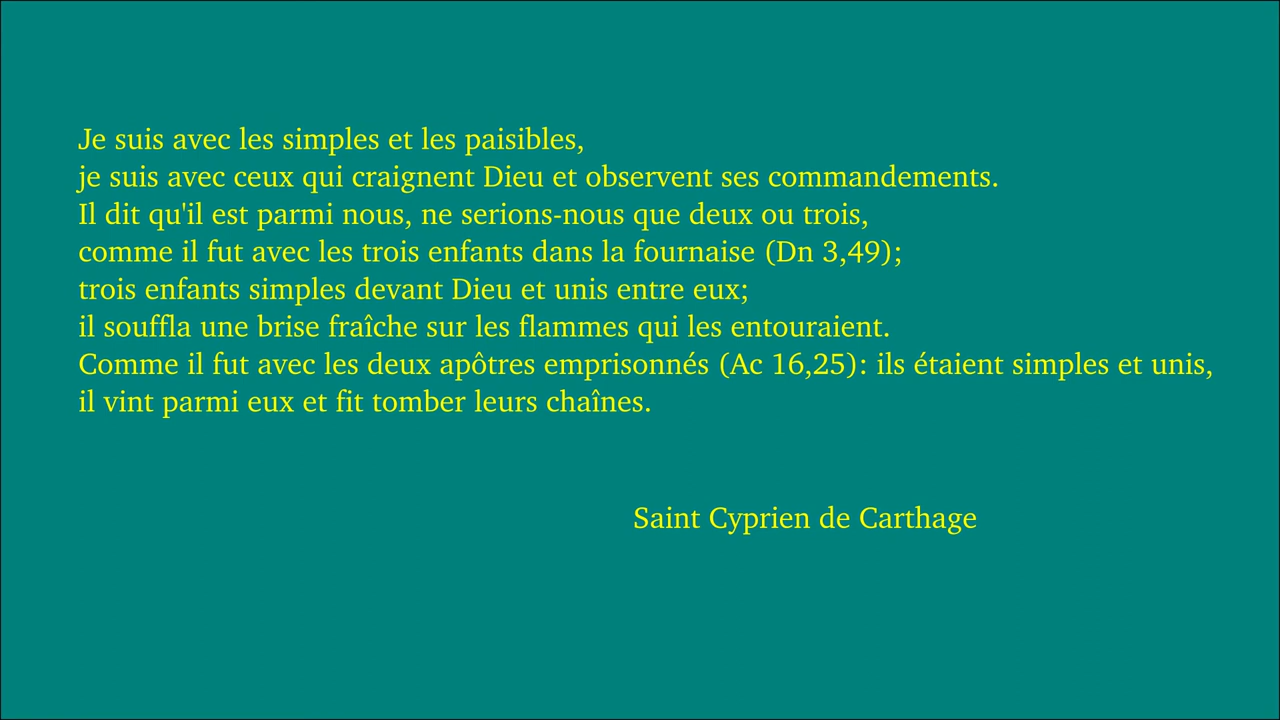 Je suis avec les simples et les paisibles,
je suis avec ceux qui craignent Dieu et observent ses commandements.
Il dit qu'il est parmi nous, ne serions-nous que deux ou trois,
comme il fut avec les trois enfants dans la fournaise (Dn 3,49);
trois enfants simples devant Dieu et unis entre eux;
il souffla une brise fraîche sur les flammes qui les entouraient.
Comme il fut avec les deux apôtres emprisonnés (Ac 16,25): ils étaient simples et unis,
il vint parmi eux et fit tomber leurs chaînes.
Saint Cyprien de Carthage